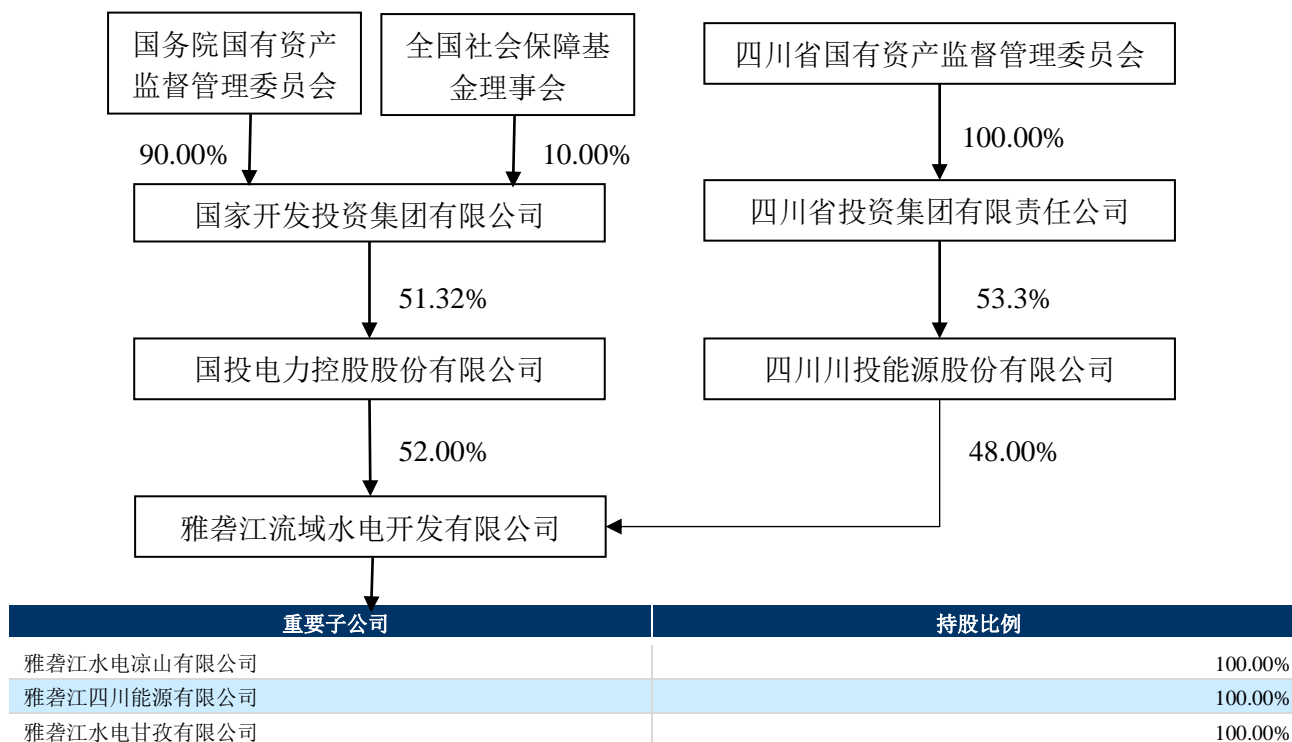 国务院国有资产
监督管理委员会
全国社会保障基
金理事会
四川省国有资产监督管理委员会
90.00%
10.00%
100.00%
国家开发投资集团有限公司
四川省投资集团有限责任公司
51.32%
53.3%
国投电力控股股份有限公司
四川川投能源股份有限公司
52.00%
48.00%
雅砻江流域水电开发有限公司
重要子公司
持股比例
雅砻江水电凉山有限公司
100.00%
雅砻江四川能源有限公司
100.00%
雅砻江水电甘孜有限公司
100.00%